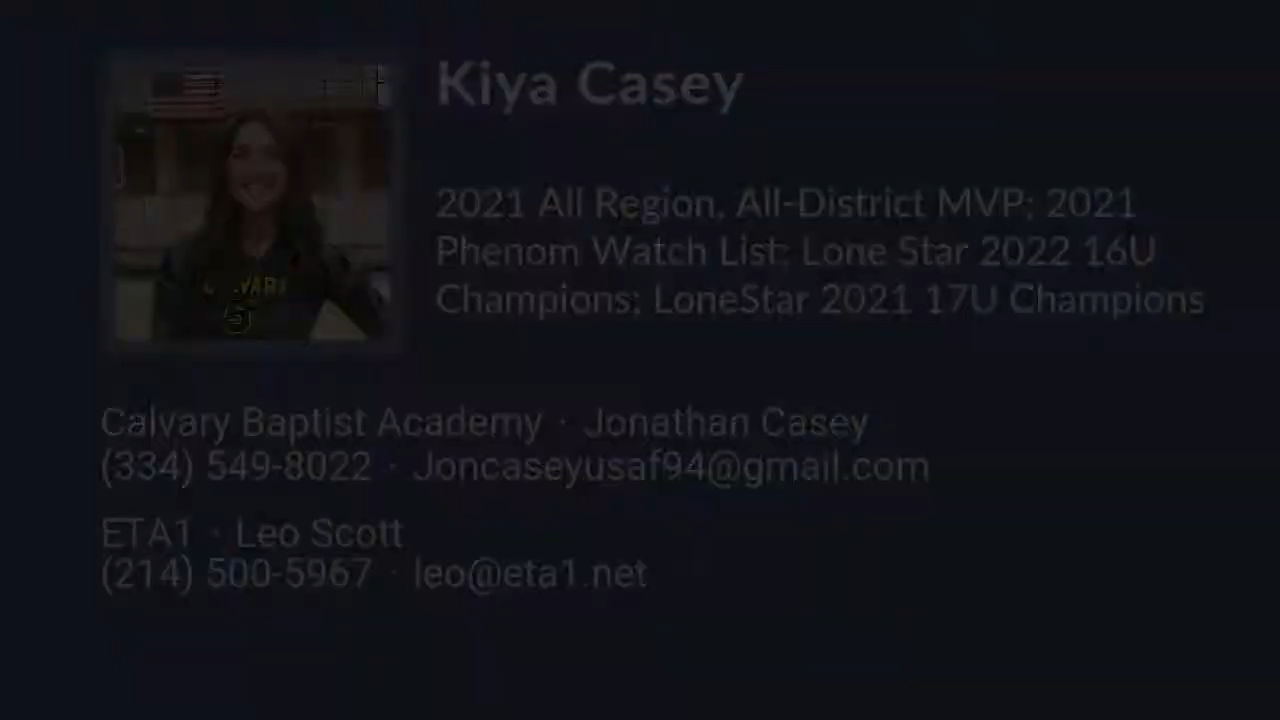 Kiya Casey
2021 All Region, All-District MVP; 2021
Phenom Watch List; Lone Star 2022 16U
Champions; LoneStar 2021 17U Champions
CALVARY
5
Calvary Baptist Academy · Jonathan Casey
(334) 549-8022 · Joncaseyusaf94@gmail.com
ETA1 · Leo Scott
(214) 500-5967 · leo@eta1.net